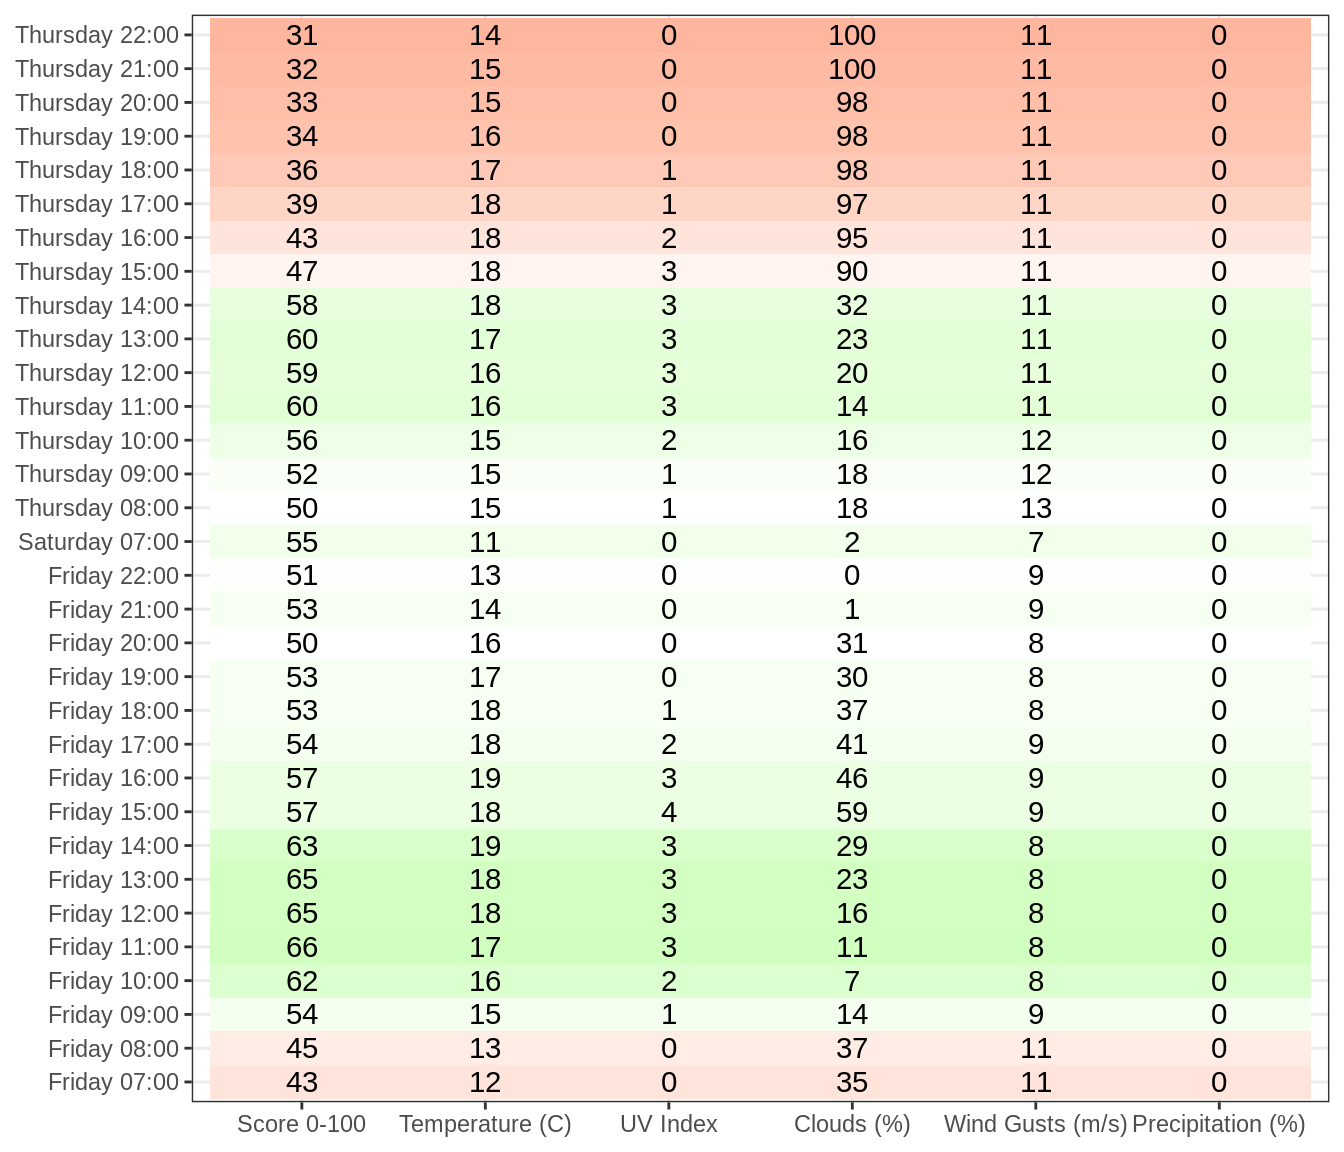 Thursday 22:00 31 14 0 100 11 0
Thursday 21:00 32 15 0 100 11 0
Thursday 20:00 33 15 0 98 11 0
Thursday 19:00 34 16 0 98 11 0
Thursday 18:00 36 17 1 98 11 0
Thursday 17:00 39 18 1 97 11 0
Thursday 16:00 43 18 2 95 11 0
Thursday 15:00 47 18 3 90 11 0
Thursday 14:00 58 18 3 32 11 0
Thursday 13:00 60 17 3 23 11 0
Thursday 12:00 59 16 3 20 11 0
Thursday 11:00 60 16 3 14 11 0
Thursday 10:00 56 15 2 16 12 0
Thursday 09:00 52 15 1 18 12 0
Thursday 08:00 50 15 1 18 13 0
Saturday 07:00 55 11 0 2 7 0
Friday 22:00 51 13 0 0 9 0
Friday 21:00 53 14 0 1 9 0
Friday 20:00 50 16 0 31 8 0
Friday 19:00 53 17 0 30 8 0
Friday 18:00 53 18 1 37 8 0
Friday 17:00 54 18 2 41 9 0
Friday 16:00 57 19 3 46 9 0
Friday 15:00 57 18 4 59 9 0
Friday 14:00 63 19 3 29 8 0
Friday 13:00 65 18 3 23 8 0
Friday 12:00 65 18 3 16 8 0
Friday 11:00 66 17 3 11 8 0
Friday 10:00 62 16 2 7 8 0
Friday 09:00 54 15 1 14 9 0
Friday 08:00 45 13 0 37 11 0
Friday 07:00 43 12 0 35 11 0
Score 0-100 Temperature (C) UV Index Clouds (%) Wind Gusts (m/s) Precipitation (%)